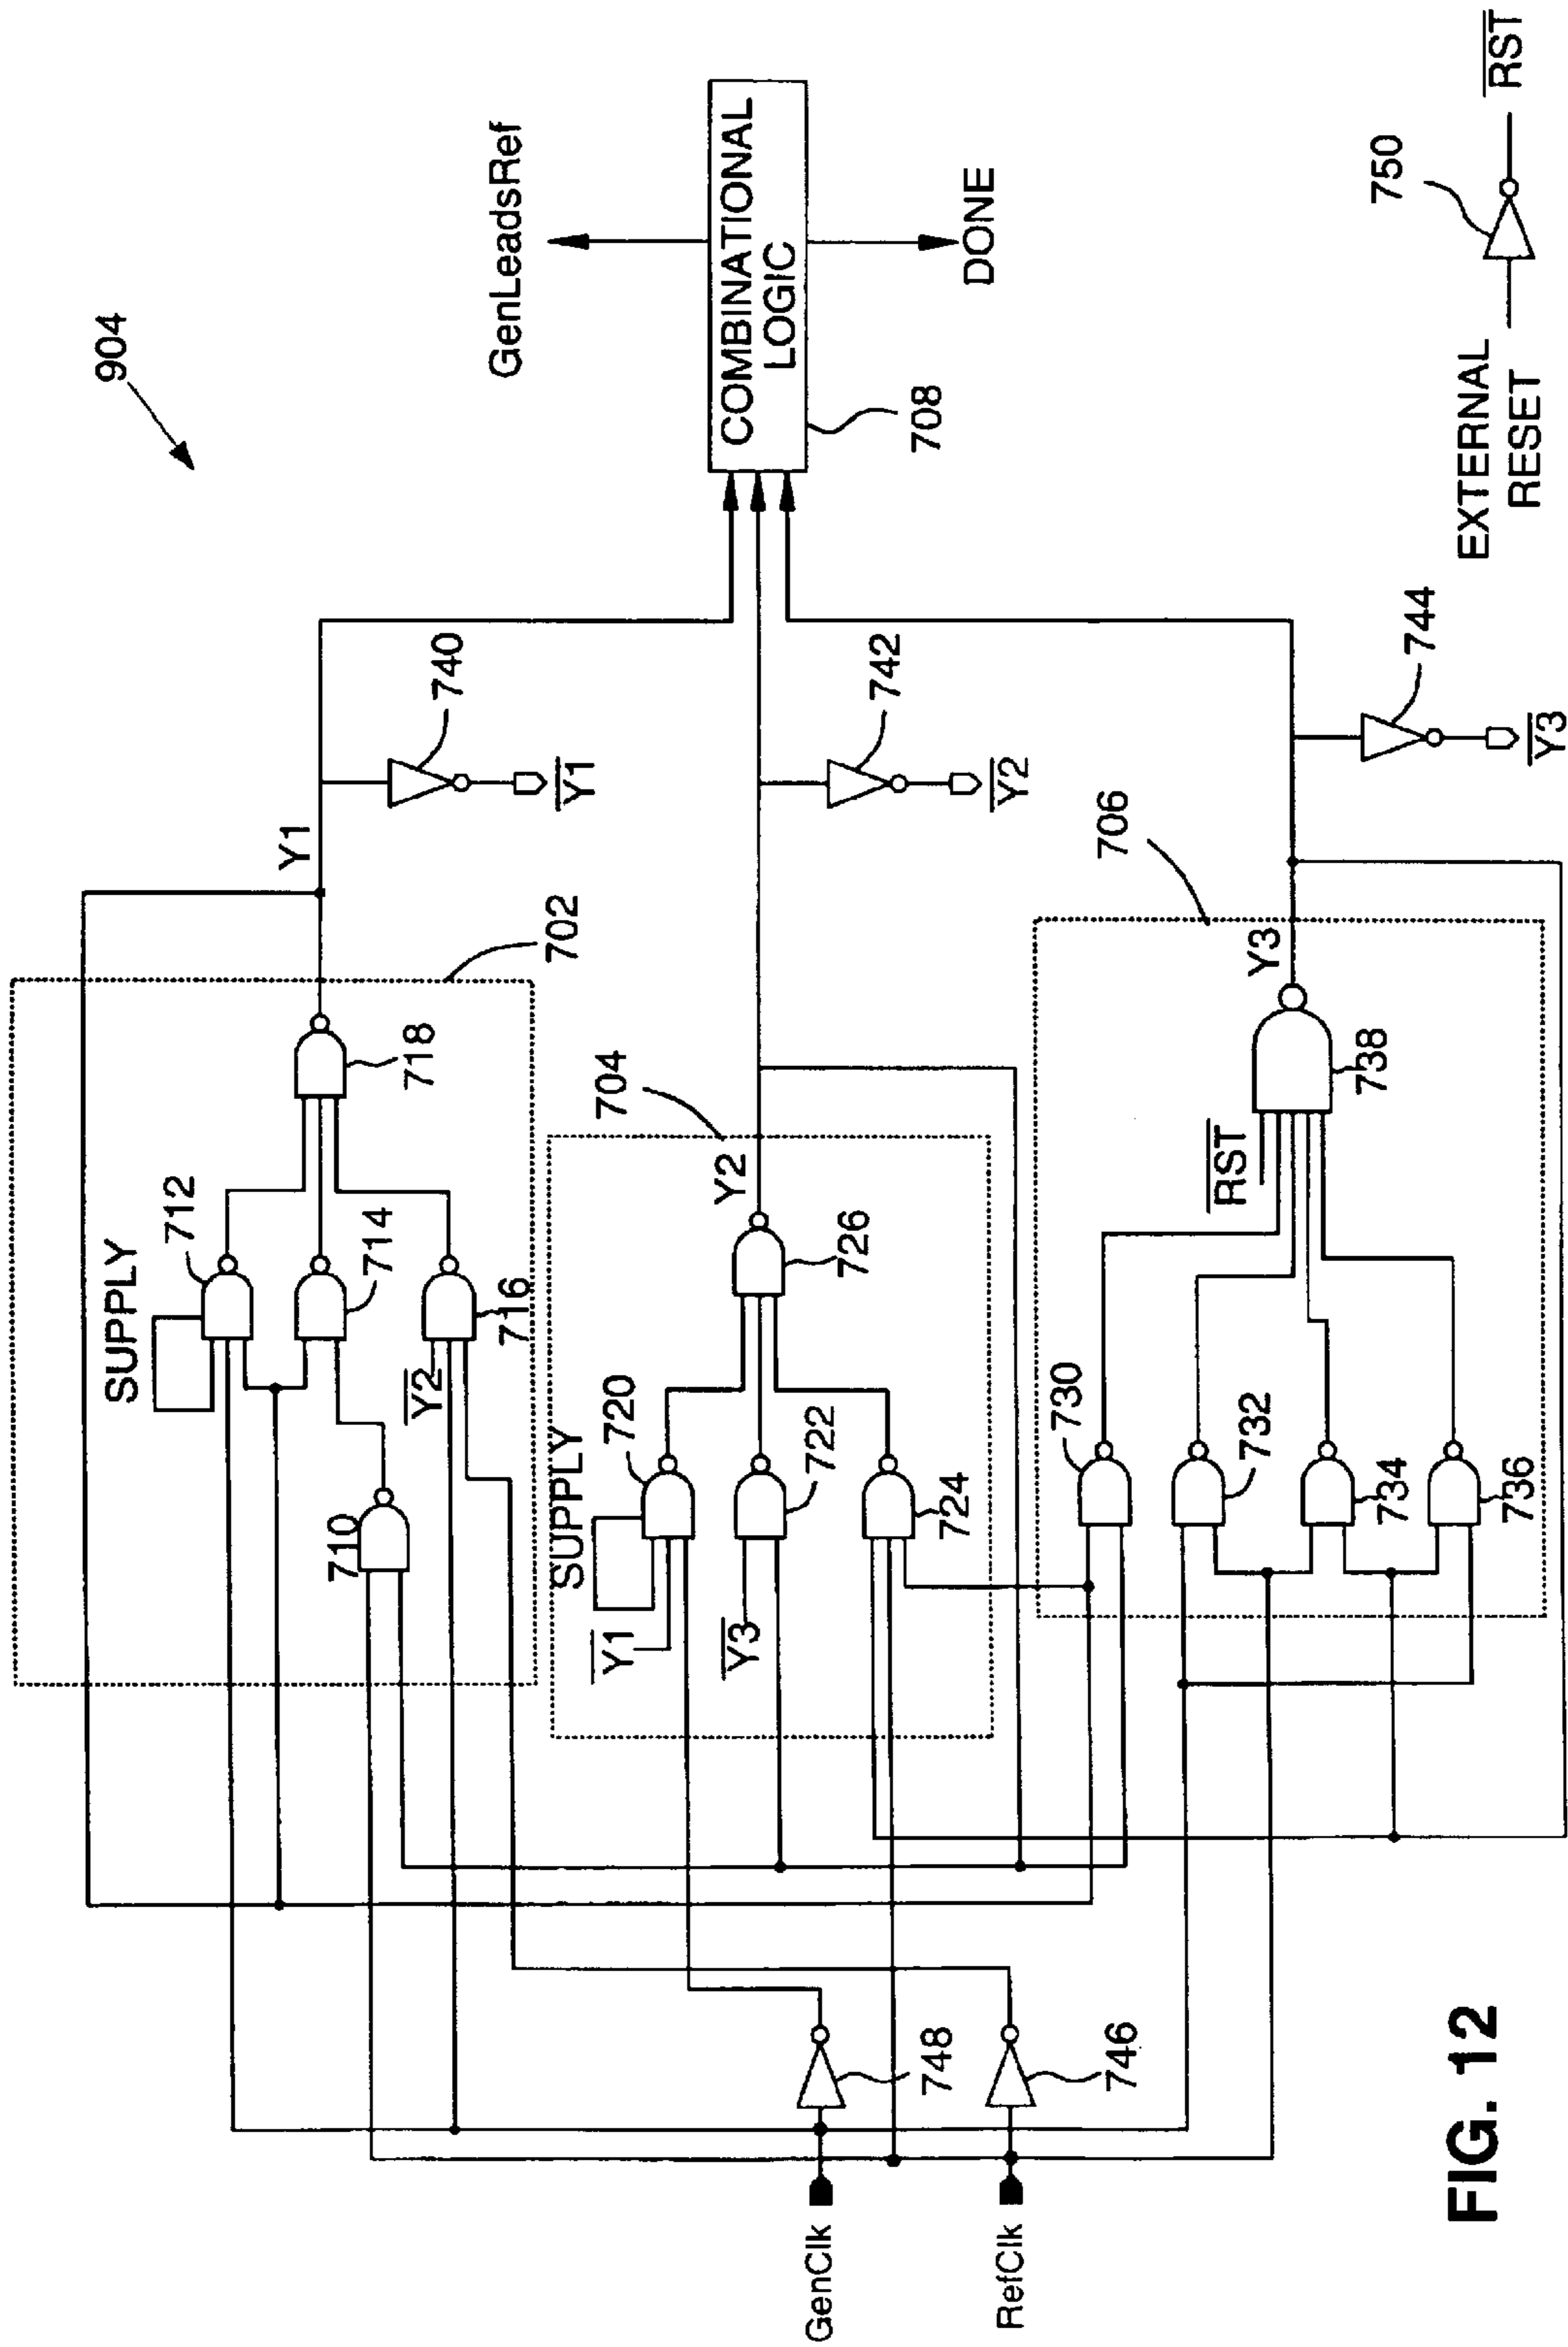 904
GenLeadsRef
COMBINATIONAL
LOGIC
708
DONE
Y1
740
Y1
702
SUPPLY
712
714
718
716
Y2
710
704
Y2
742
Y2
SUPPLY
720
726
722
724
Y1
Y3
706
Y3
744
Y3
730
732
734
736
738
RST
GenClk
748
RefClk
746
EXTERNAL
RESET
750
RST
FIG. 12